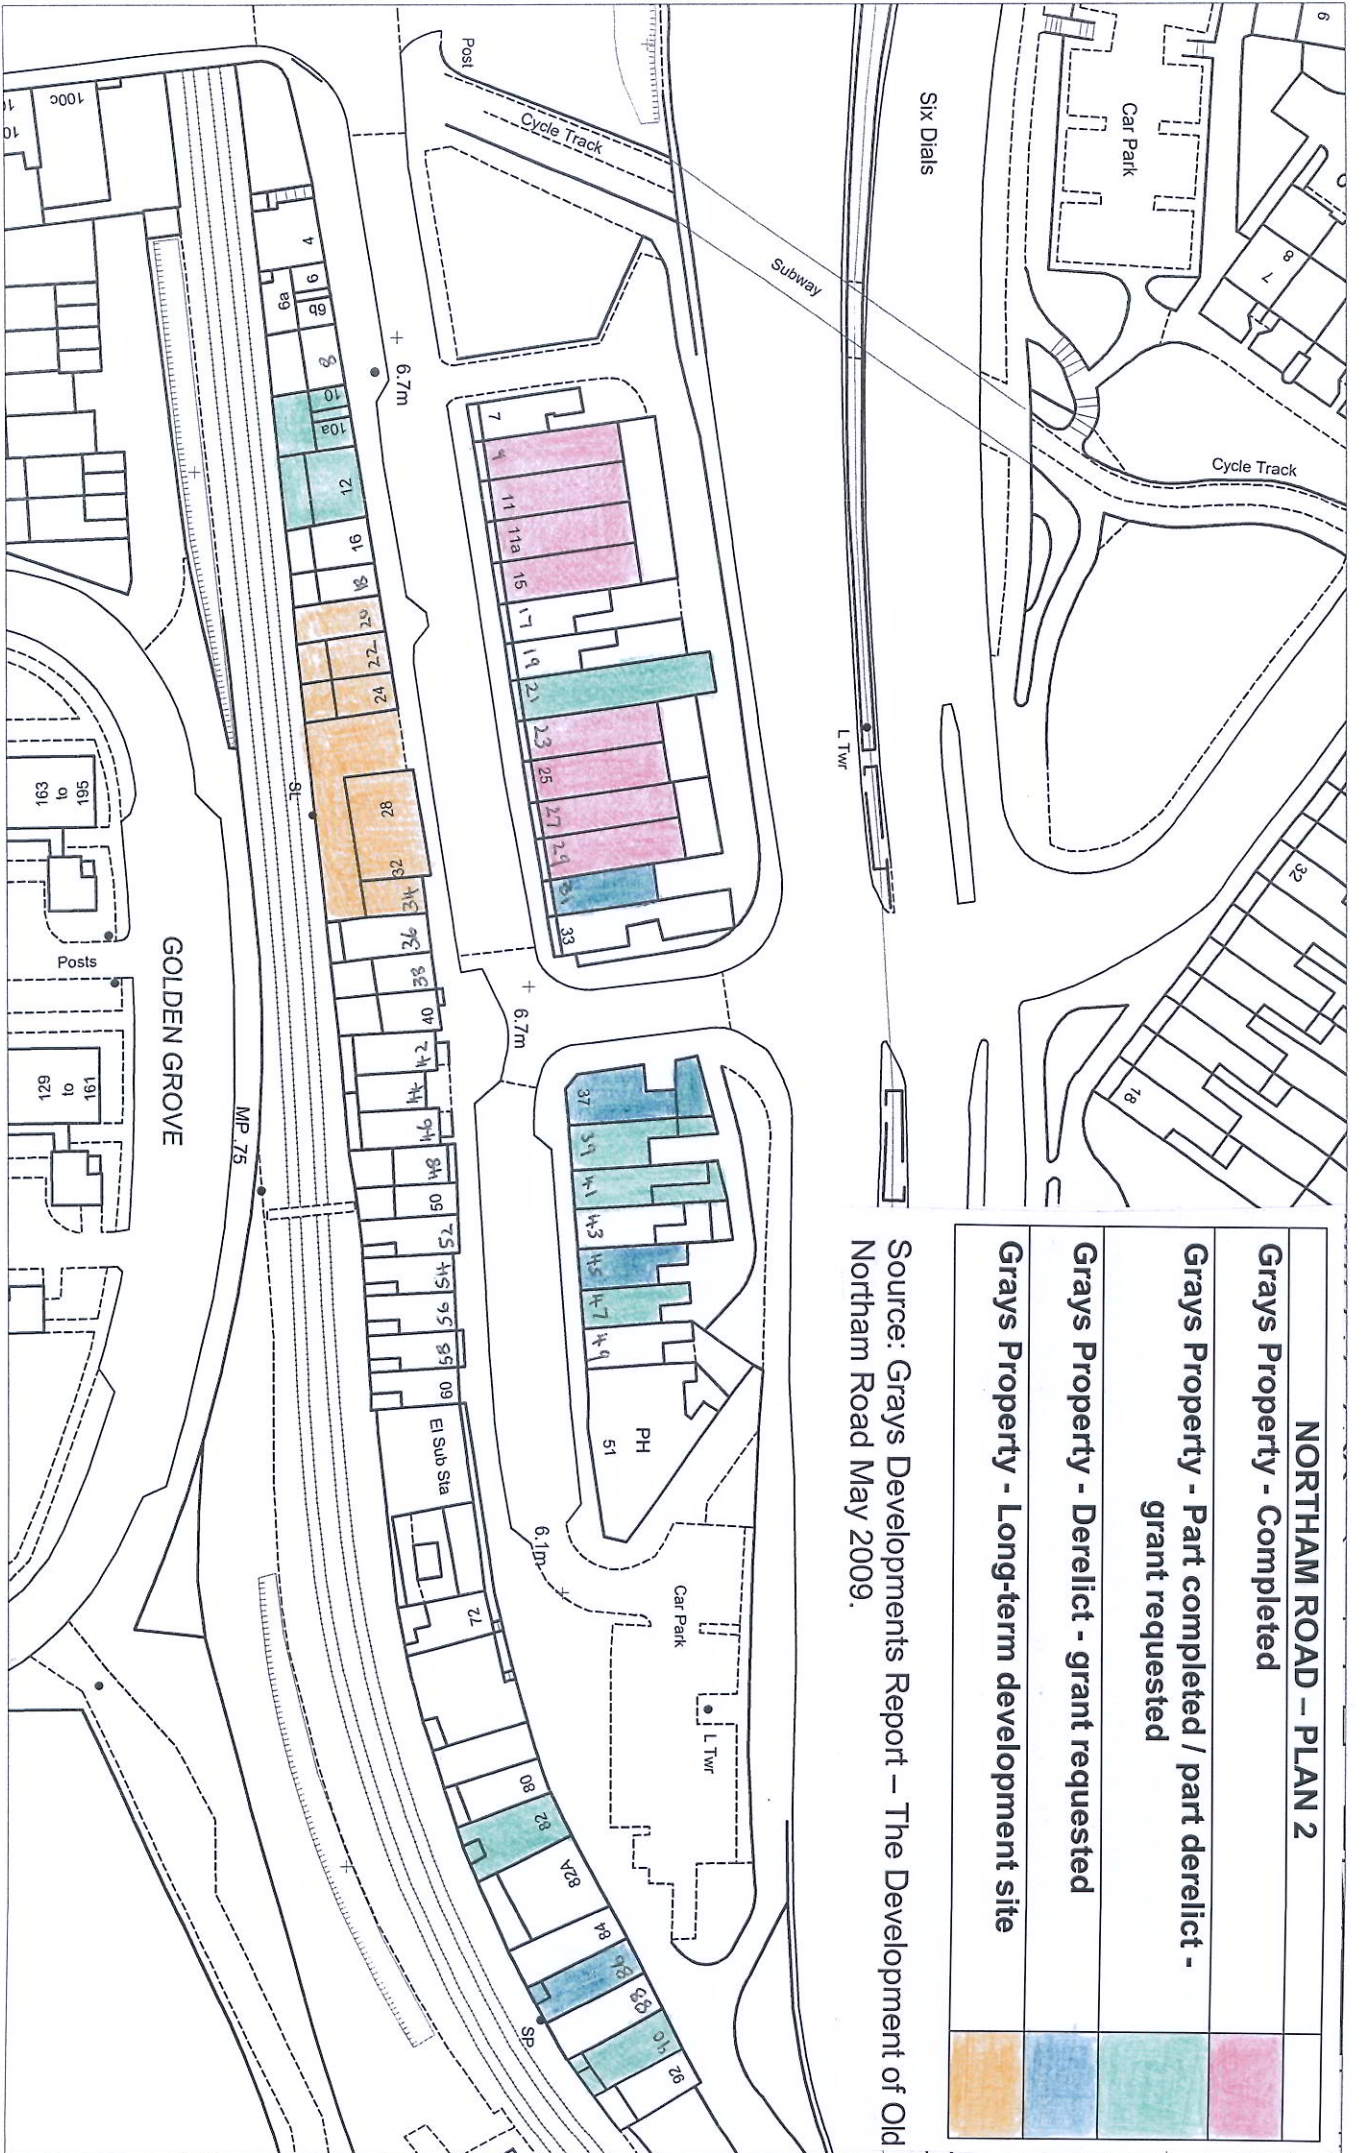 NORTHAM ROAD – PLAN 2
Grays Property - Completed
Grays Property - Part completed / part derelict -
grant requested
Grays Property - Derelict - grant requested
Grays Property - Long-term development site
Source: Grays Developments Report – The Development of Old
Northam Road May 2009.
6
Car Park
8
7
Cycle Track
Six Dials
Subway
Cycle Track
Post
L Twr
32
18
6.7m
7
9
11
11a
15
17
19
21
23
25
27
29
31
33
6.7m
37
39
41
43
45
47
49
PH
51
Car Park
L Twr
6.1m
100c
4
6
6a
6b
8
10
10a
12
16
18
20
22
24
28
32
34
36
38
40
42
44
46
48
50
52
54
56
58
60
El Sub Sta
72
80
82
82A
84
86
88
90
92
SL
SP
MP .75
GOLDEN GROVE
163
to
195
Posts
129
to
161